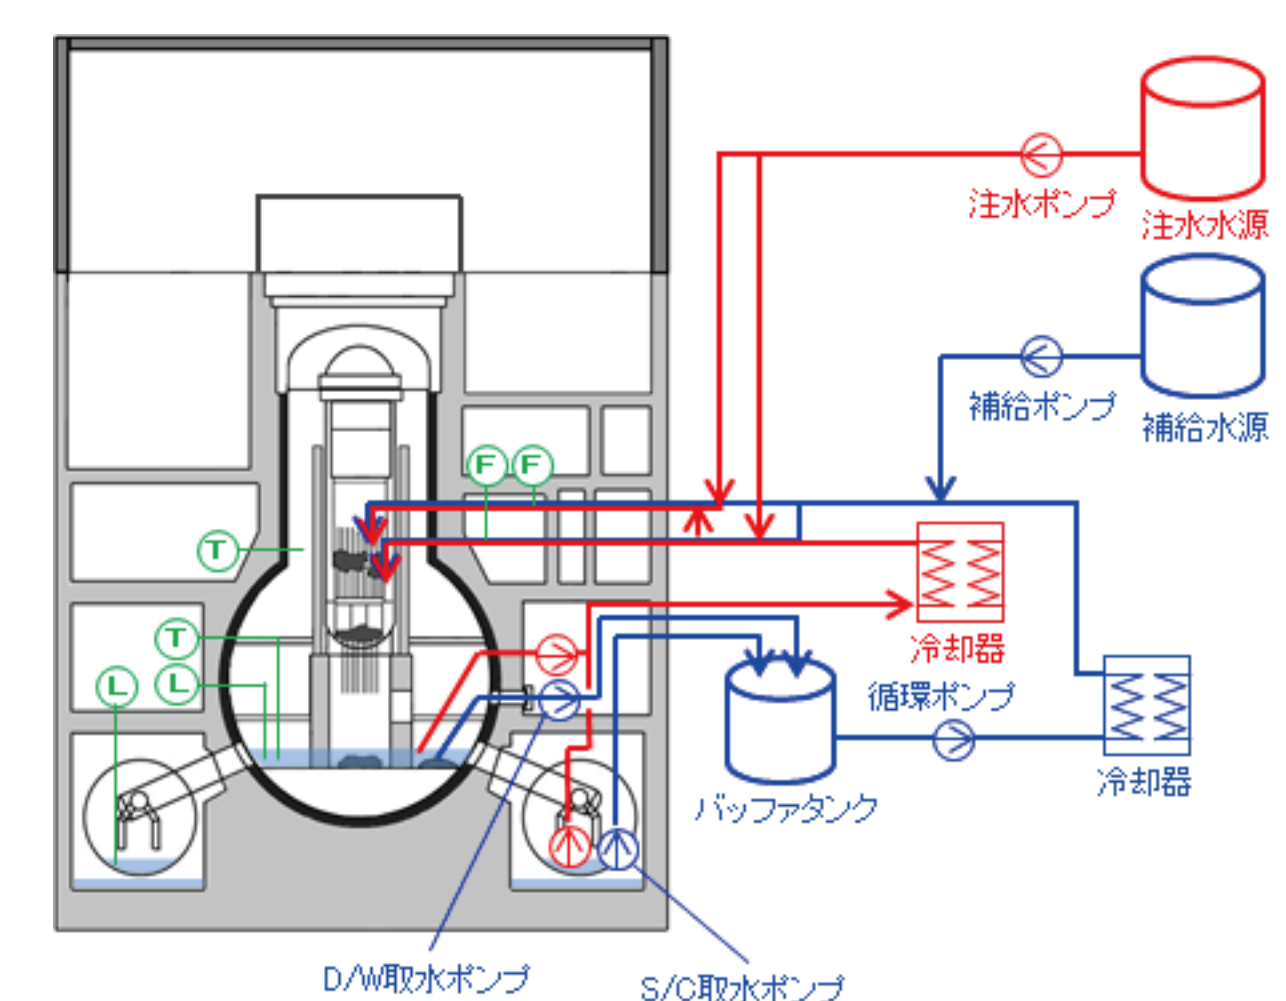 注水ポンプ
注水水源
補給ポンプ
補給水源
F
F
T
冷却器
T
L
L
循環ポンプ
冷却器
バッファタンク
D/W取水ポンプ
S/C取水ポンプ